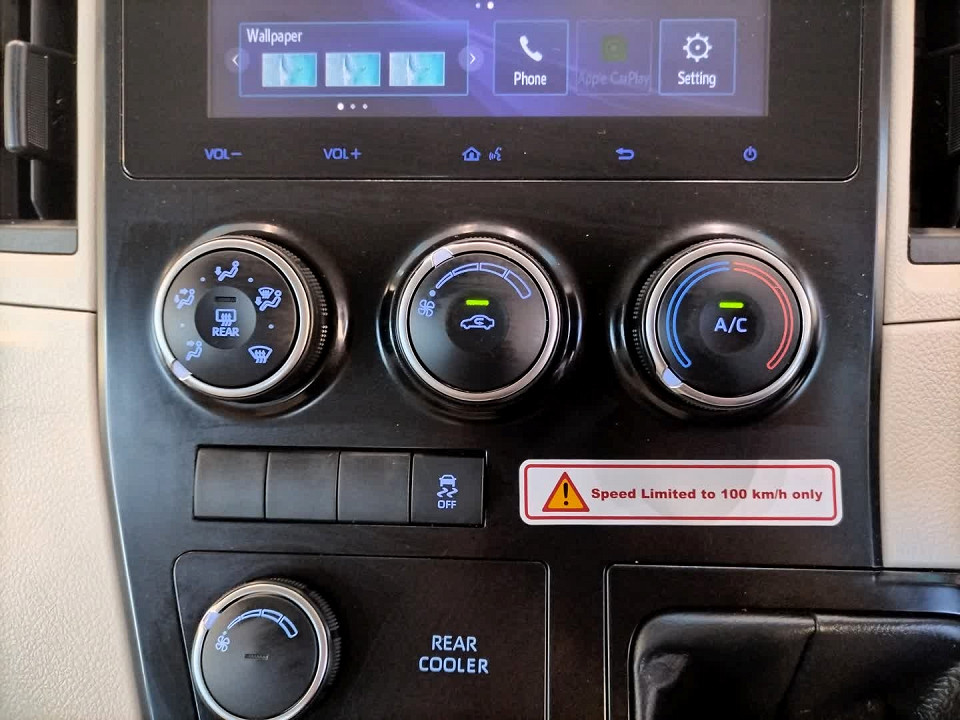 Wallpaper
Phone
Apple CarPlay
Setting
VOL−
VOL+
REAR
A/C
OFF
Speed Limited to 100 km/h only
REAR
COOLER